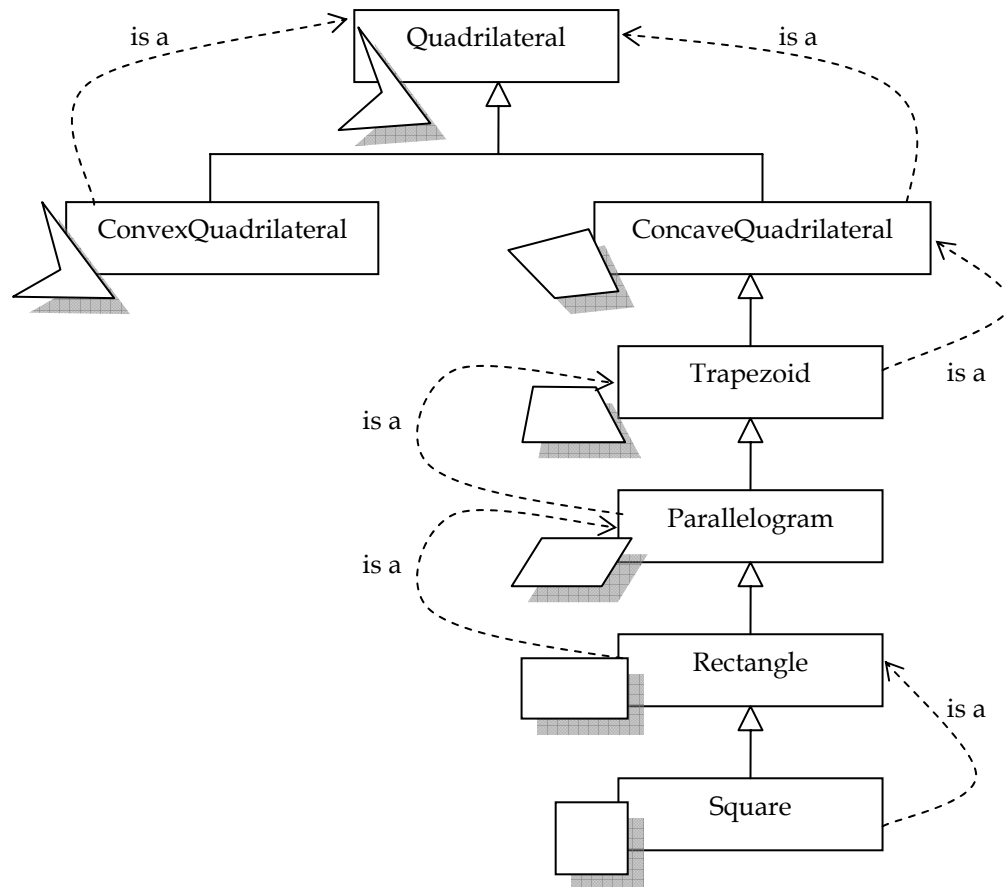 is a
Quadrilateral
is a
ConvexQuadrilateral
ConcaveQuadrilateral
Trapezoid
is a
is a
Parallelogram
is a
Rectangle
is a
Square